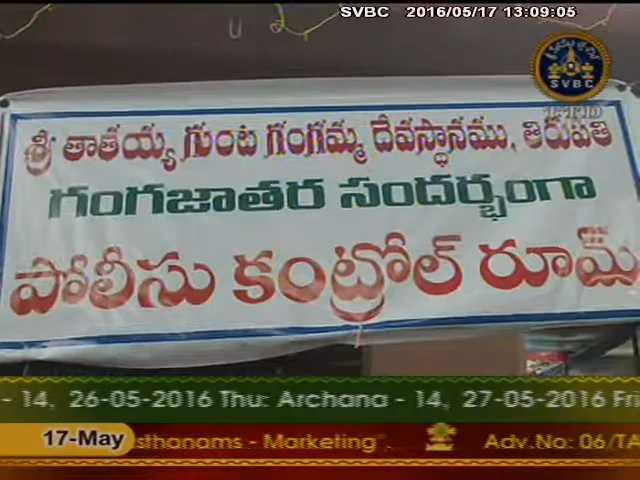 SVBC 2016/05/17 13:09:05
SVBC
శ్రీ తాతయ్య గుంట గంగమ్మ దేవస్థానము, తిరుపతి
గంగజాతర సందర్భంగా
పోలీసు కంట్రోల్ రూమ్
- 14, 26-05-2016 Thu: Archana - 14, 27-05-2016 Fri
17-May sthanams - Marketing". Adv.No: 06/TA